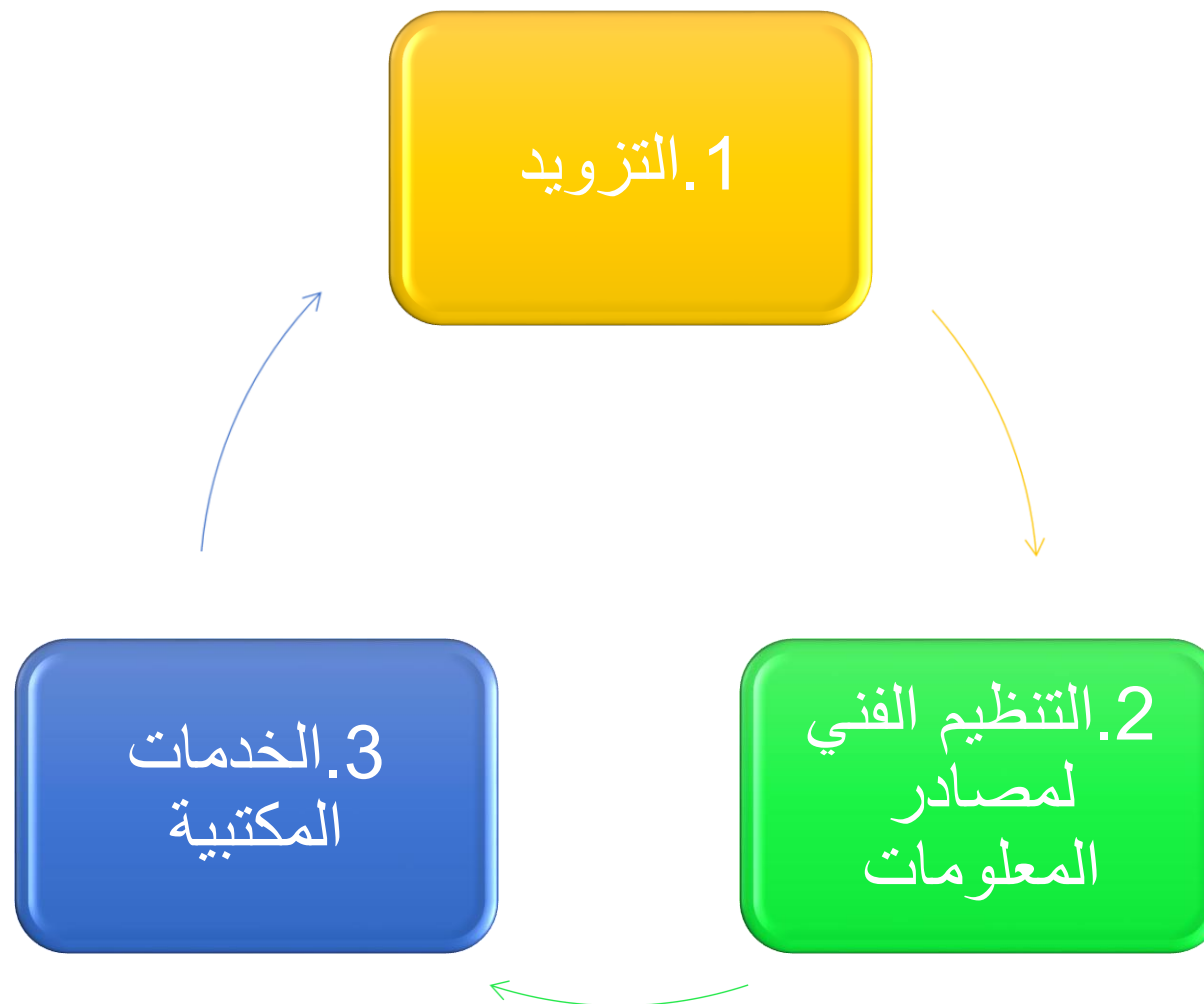 1.التزويد
2.التنظيم الفني
لمصادر
المعلومات
3.الخدمات
المكتبية